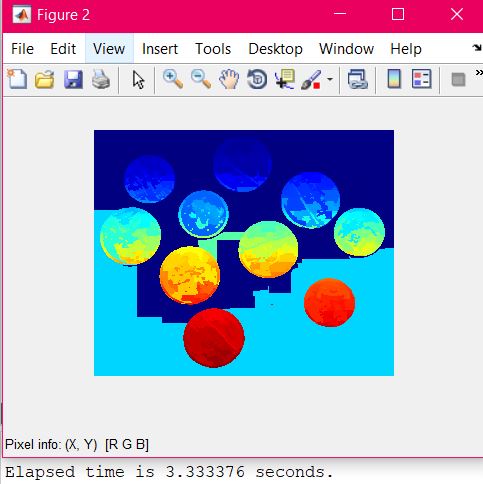 Figure 2
File Edit View Insert Tools Desktop Window Help
Pixel info: (X, Y) [R G B]
Elapsed time is 3.333376 seconds.